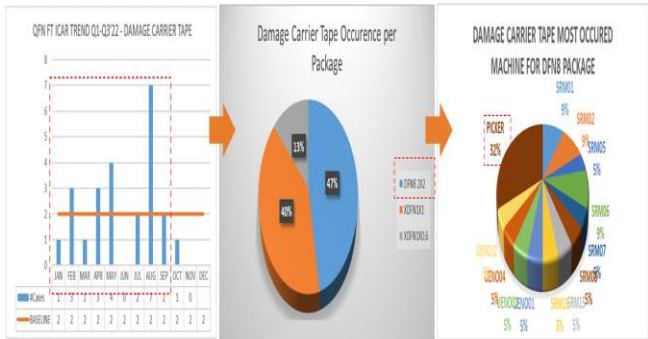 QFN FT ICAR TREND Q1-Q3'22 - DAMAGE CARRIER TAPE
8
7
6
5
4
3
2
1
0
JAN FEB MAR APR MAY JUN JUL AUG SEP OCT NOV DEC
#Cases 1 3 1 3 4 0 2 7 2 1 0
BASELINE 2 2 2 2 2 2 2 2 2 2 2 2
Damage Carrier Tape Occurence per
Package
13%
47%
40%
DFN8 2X2
XDFN1X1
XDFN1X0.6
DAMAGE CARRIER TAPE MOST OCCURED
MACHINE FOR DFN8 PACKAGE
SRM01
9%
SRM02
9%
SRM05
5%
SRM06
9%
SRM07
5%
5%
5%
5%
UENO01
5%
5%
UENO04
5%
PICKER
32%